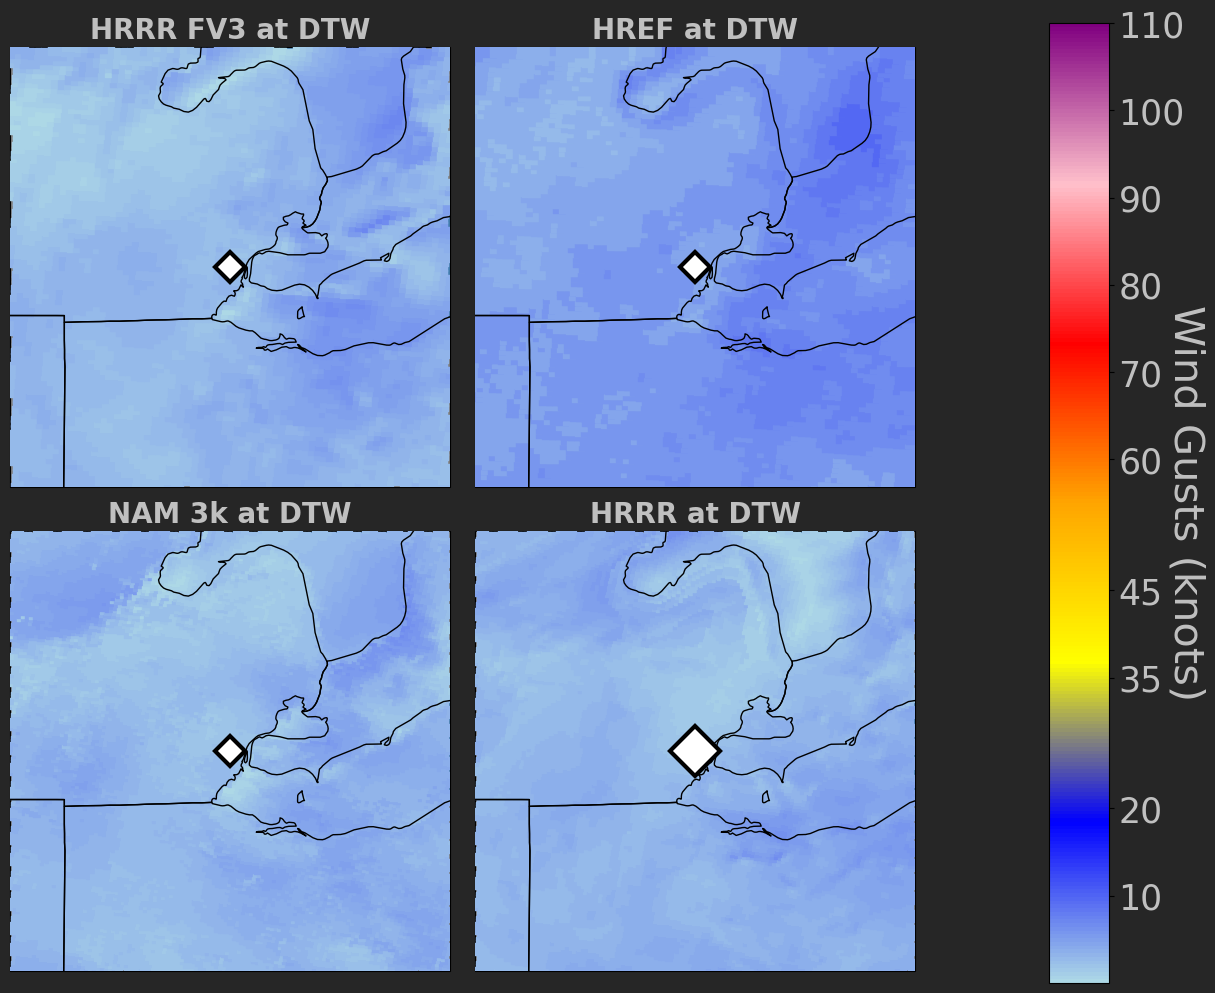 HRRR FV3 at DTW
HREF at DTW
NAM 3k at DTW
HRRR at DTW
110
100
90
80
70
60
45
35
20
10
Wind Gusts (knots)